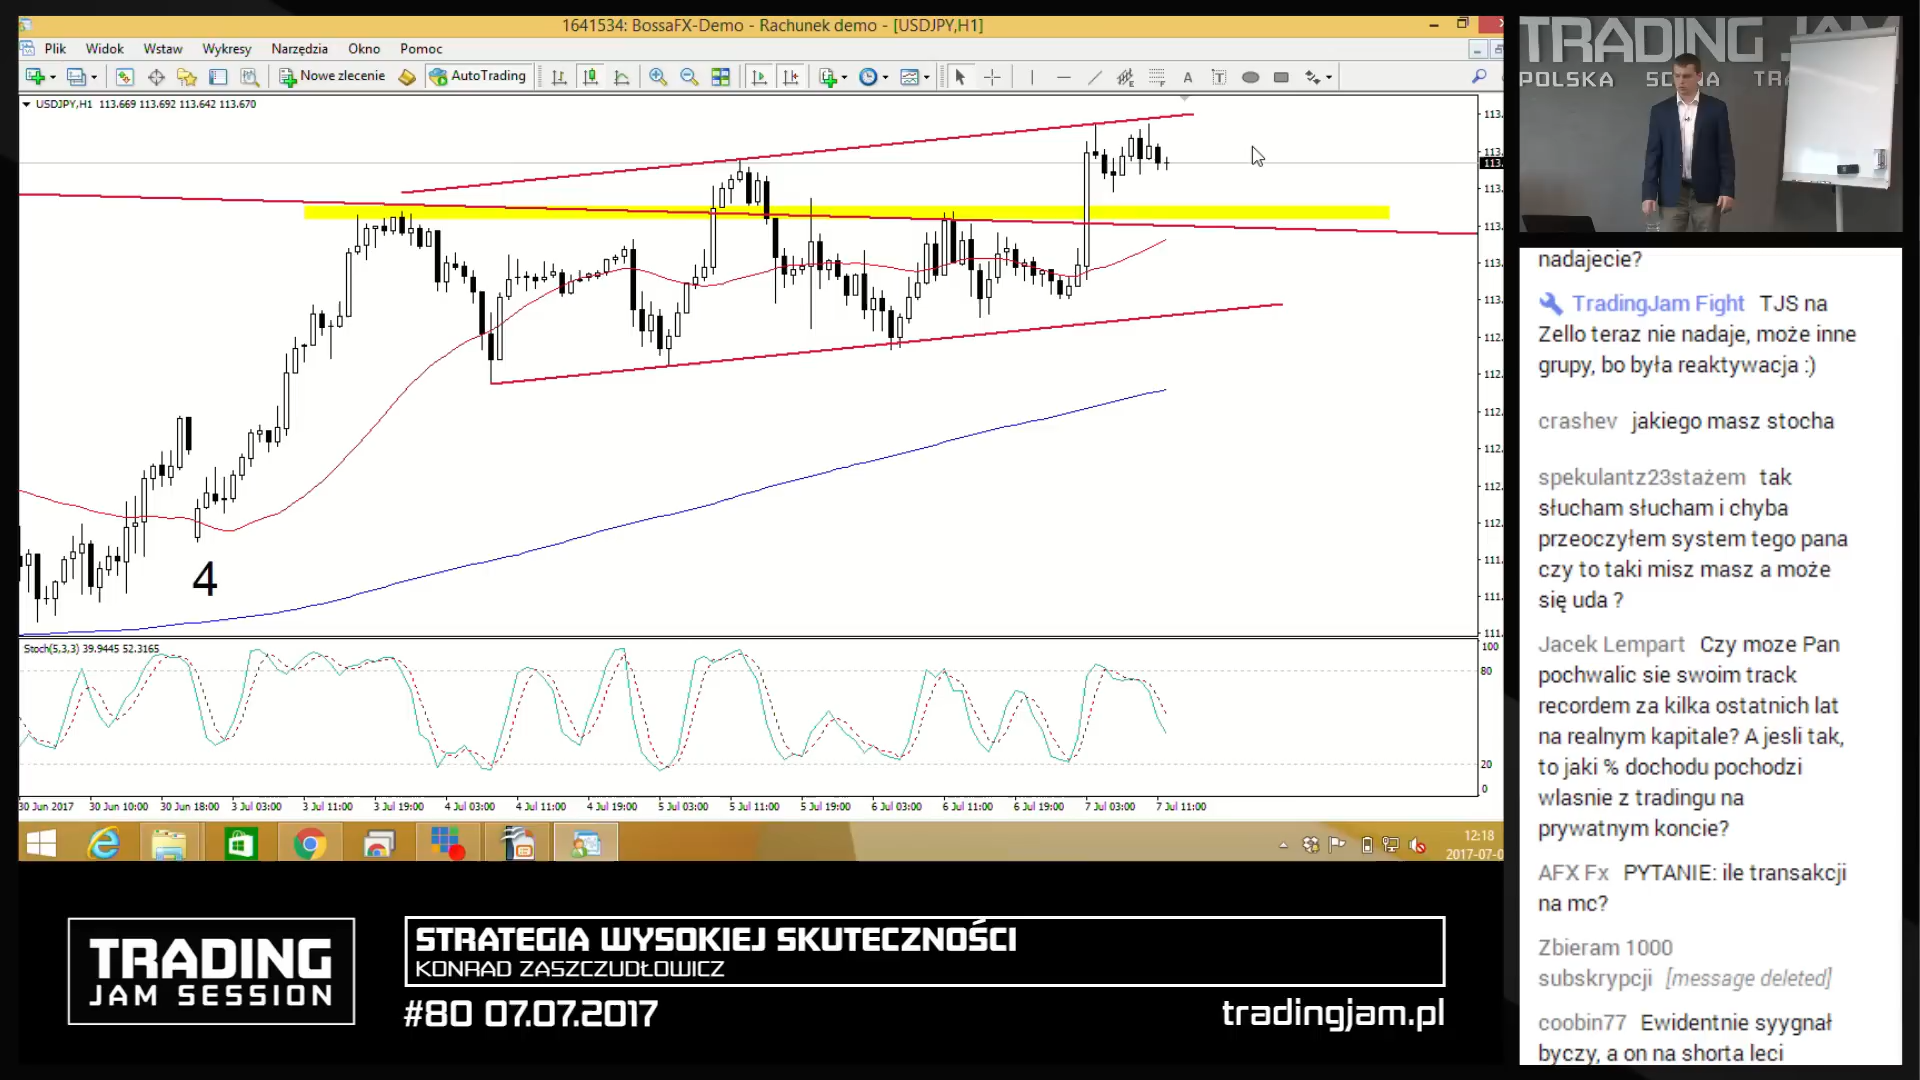 1641534: BossaFX-Demo - Rachunek demo - [USDJPY,H1]
Plik Widok Wstaw Wykresy Narzędzia Okno Pomoc
Nowe zlecenie AutoTrading
USDJPY,H1 113.669 113.692 113.642 113.670
4
Stoch(5,3,3) 39.9445 52.3165
100
80
20
0
30 Jun 2017 30 Jun 10:00 30 Jun 18:00 3 Jul 03:00 3 Jul 11:00 3 Jul 19:00 4 Jul 03:00 4 Jul 11:00 4 Jul 19:00 5 Jul 03:00 5 Jul 11:00 5 Jul 19:00 6 Jul 03:00 6 Jul 11:00 6 Jul 19:00 7 Jul 03:00 7 Jul 11:00
12:18
2017-07-0
TRADING JAM
POLSKA
nadajecie?
TradingJam Fight TJS na
Zello teraz nie nadaje, może inne
grupy, bo była reaktywacja :)
crashev jakiego masz stocha
spekulantz23stażem tak
słucham słucham i chyba
przeoczyłem system tego pana
czy to taki misz masz a może
się uda ?
Jacek Lempart Czy moze Pan
pochwalic sie swoim track
recordem za kilka ostatnich lat
na realnym kapitale? A jesli tak,
to jaki % dochodu pochodzi
wlasnie z tradingu na
prywatnym koncie?
AFX Fx PYTANIE: ile transakcji
na mc?
Zbieram 1000
subskrypcji [message deleted]
coobin77 Ewidentnie syygnał
byczy, a on na shorta leci
TRADING
JAM SESSION
STRATEGIA WYSOKIEJ SKUTECZNOŚCI
KONRAD ZASZCZUDŁOWICZ
#80 07.07.2017
tradingjam.pl